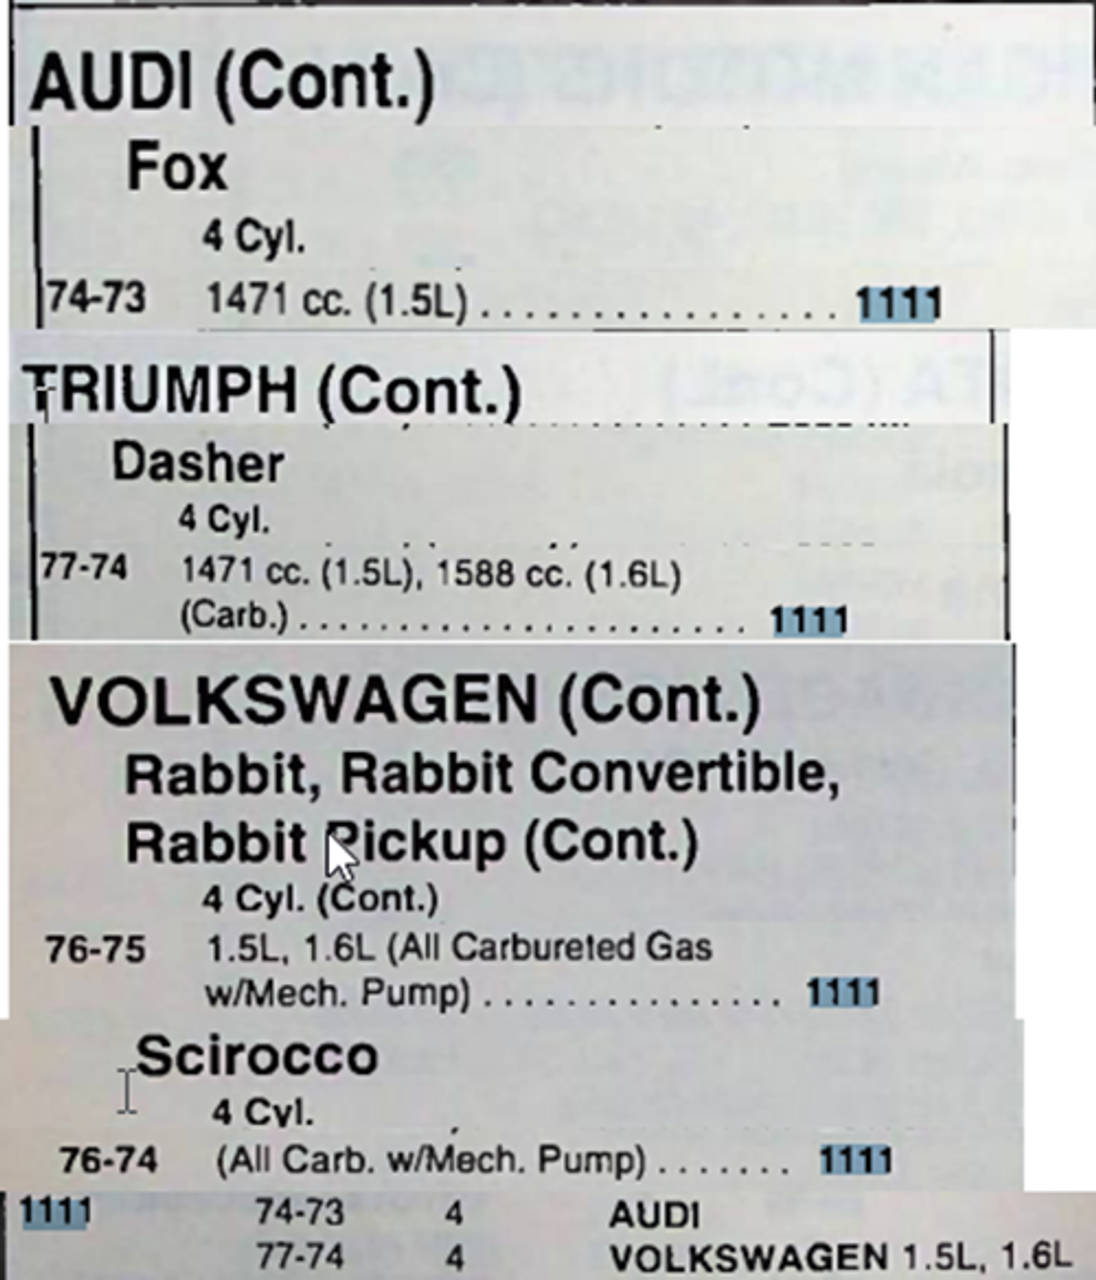 AUDI (Cont.)
Fox
4 Cyl.
74-73 1471 cc. (1.5L) ................ 1111
TRIUMPH (Cont.)
Dasher
4 Cyl.
77-74 1471 cc. (1.5L), 1588 cc. (1.6L)
(Carb.) ...................... 1111
VOLKSWAGEN (Cont.)
Rabbit, Rabbit Convertible,
Rabbit Pickup (Cont.)
4 Cyl. (Cont.)
76-75 1.5L, 1.6L (All Carbureted Gas
w/Mech. Pump) ............... 1111
Scirocco
4 Cyl.
76-74 (All Carb. w/Mech. Pump) ....... 1111
1111 74-73 4 AUDI
77-74 4 VOLKSWAGEN 1.5L, 1.6L